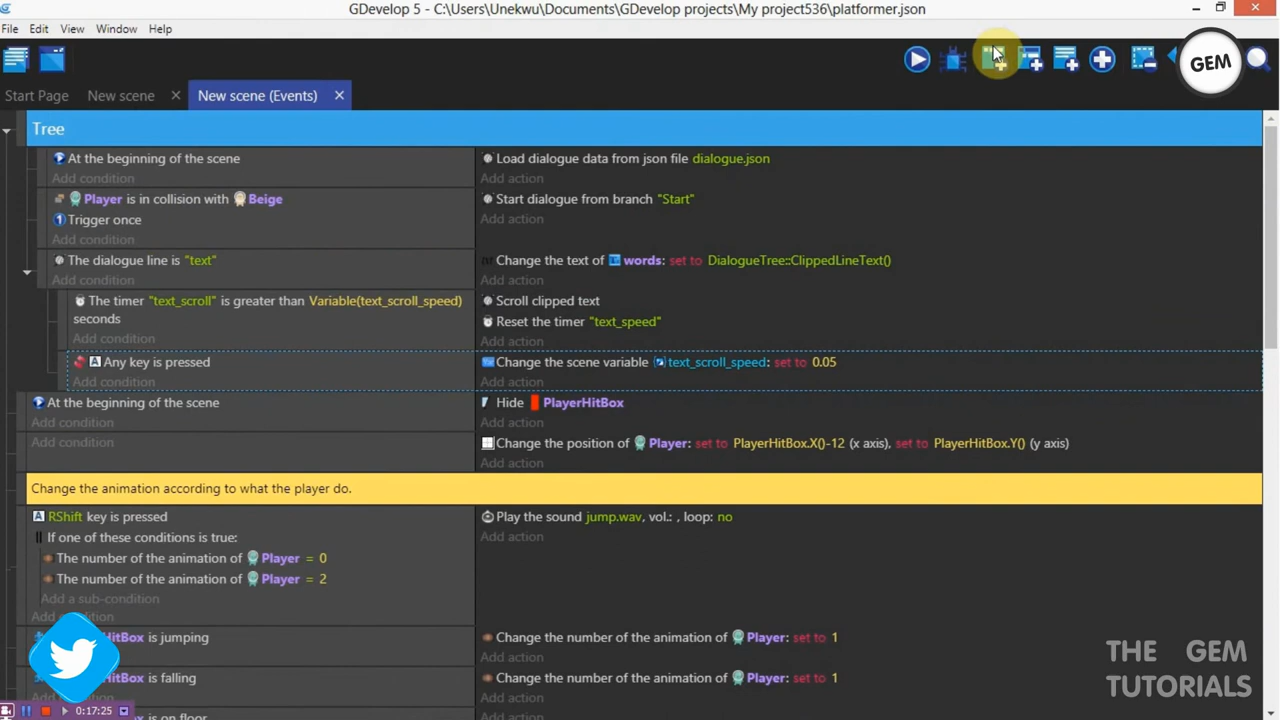 GDevelop 5 - C:\Users\Unekwu\Documents\GDevelop projects\My project536\platformer.json
File Edit View Window Help
GEM
Start Page New scene New scene (Events)
Tree
At the beginning of the scene Load dialogue data from json file dialogue.json
Add condition Add action
Player is in collision with Beige Start dialogue from branch "Start"
Trigger once Add action
Add condition
The dialogue line is "text" Change the text of words: set to DialogueTree::ClippedLineText()
Add condition Add action
The timer "text_scroll" is greater than Variable(text_scroll_speed) Scroll clipped text
seconds Reset the timer "text_speed"
Add condition Add action
Any key is pressed Change the scene variable text_scroll_speed: set to 0.05
Add condition Add action
At the beginning of the scene Hide PlayerHitBox
Add condition Add action
Add condition Change the position of Player: set to PlayerHitBox.X()-12 (x axis), set to PlayerHitBox.Y() (y axis)
Add action
Change the animation according to what the player do.
RShift key is pressed Play the sound jump.wav, vol.: , loop: no
If one of these conditions is true: Add action
The number of the animation of Player = 0
The number of the animation of Player = 2
Add a sub-condition
Add condition
HitBox is jumping Change the number of the animation of Player: set to 1
Add action
HitBox is falling Change the number of the animation of Player: set to 1
Add action
HitBox is on floor
THE GEM
TUTORIALS
0:17:25